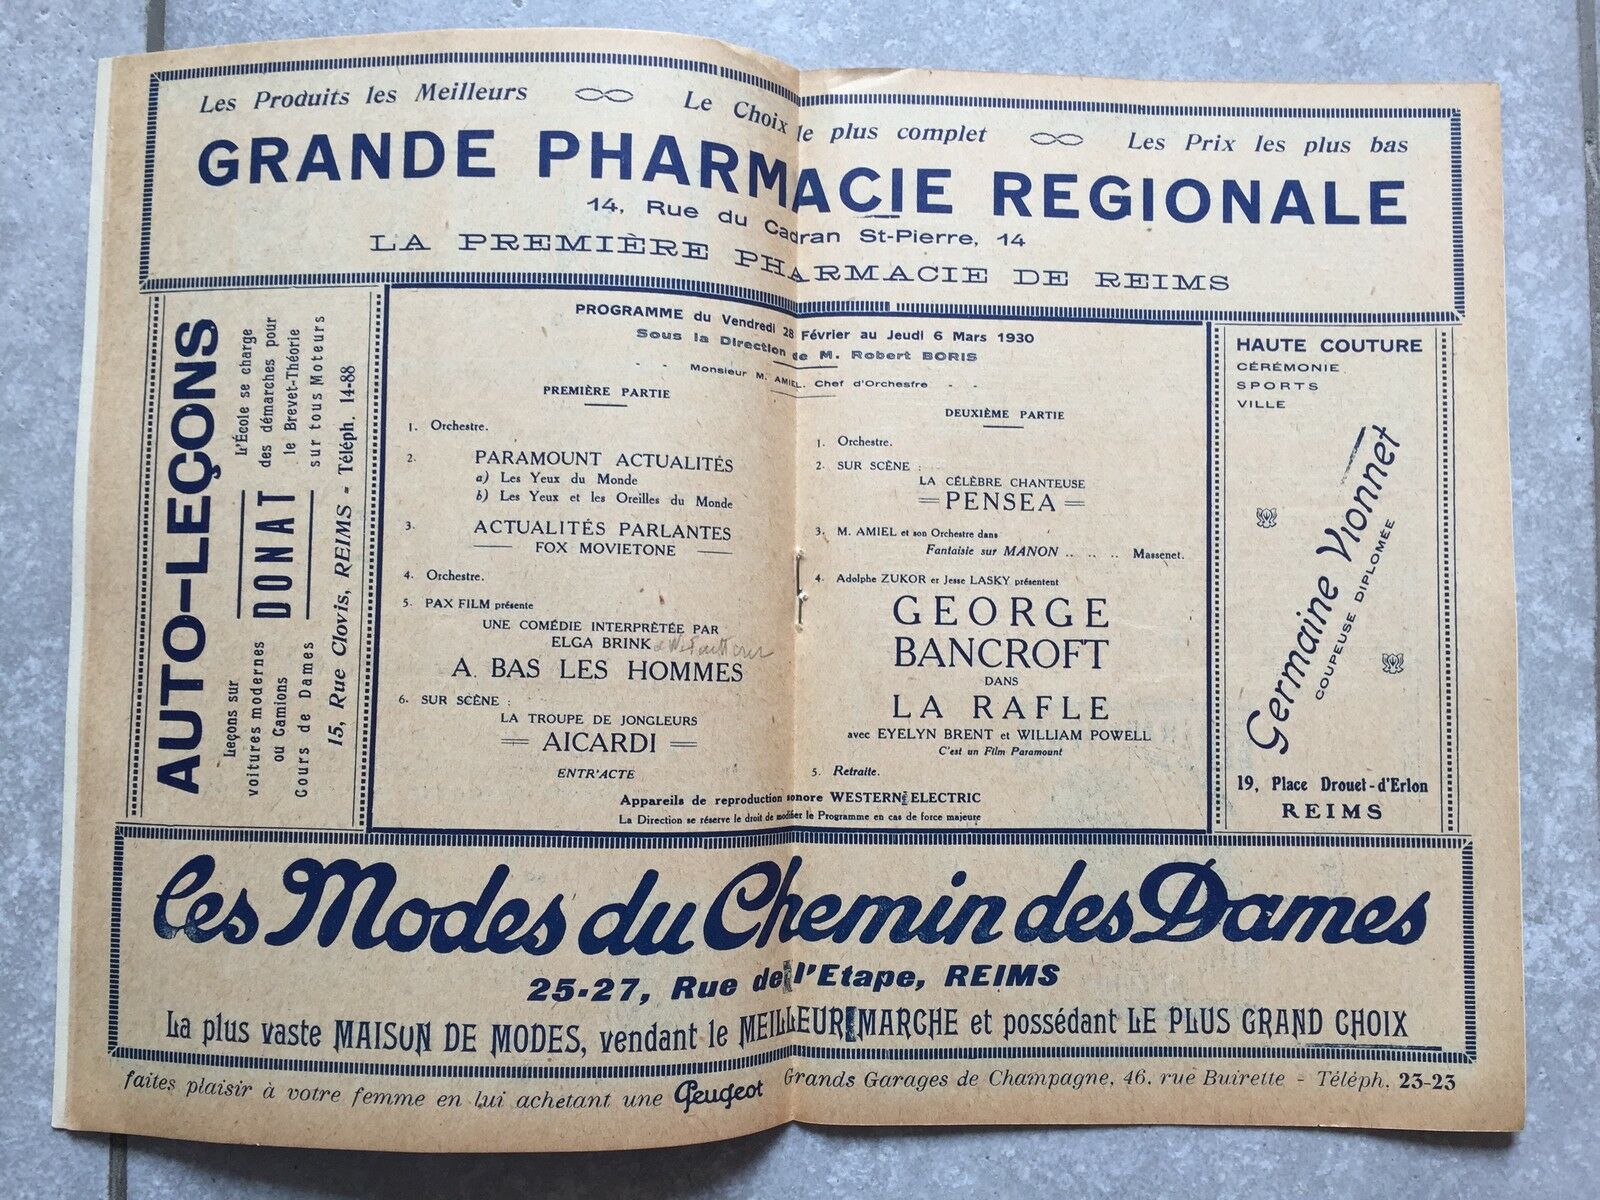 Les Produits les Meilleurs Le Choix le plus complet Les Prix les plus bas
GRANDE PHARMACIE REGIONALE
14, Rue du Cadran St-Pierre, 14
LA PREMIÈRE PHARMACIE DE REIMS
AUTO-LEÇONS
Leçons sur
voitures modernes
ou Camions
Cours de Dames
DONAT
L'École se charge
des démarches pour
le Brevet-Théorie
sur tous Moteurs
15, Rue Clovis, REIMS - Téléph. 14-88
PROGRAMME du Vendredi 28 Février au Jeudi 6 Mars 1930
Sous la Direction de M. Robert BORIS
- - Monsieur M. AMIEL, Chef d'Orchestre - -
PREMIÈRE PARTIE
1. Orchestre.
2. PARAMOUNT ACTUALITÉS
a) Les Yeux du Monde
b) Les Yeux et les Oreilles du Monde
3. ACTUALITÉS PARLANTES
FOX MOVIETONE
4. Orchestre.
5. PAX FILM présente
UNE COMÉDIE INTERPRÊTÉE PAR
ELGA BRINK
A BAS LES HOMMES
6. SUR SCÈNE :
LA TROUPE DE JONGLEURS
AICARDI
ENTR'ACTE
DEUXIÈME PARTIE
1. Orchestre.
2. SUR SCÈNE :
LA CÉLÈBRE CHANTEUSE
PENSEA
3. M. AMIEL et son Orchestre dans
Fantaisie sur MANON .. .. .. Massenet.
4. Adolphe ZUKOR et Jesse LASKY présentent
GEORGE
BANCROFT
DANS
LA RAFLE
avec EYELYN BRENT et WILLIAM POWELL
C'est un Film Paramount
5. Retraite.
Appareils de reproduction sonore WESTERN ELECTRIC
La Direction se réserve le droit de modifier le Programme en cas de force majeure
HAUTE COUTURE
CÉRÉMONIE
SPORTS
VILLE
Germaine Vionnet
COUPEUSE DIPLOMÉE
19, Place Drouet-d'Erlon
REIMS
Les Modes du Chemin des Dames
25-27, Rue de l'Etape, REIMS
La plus vaste MAISON DE MODES, vendant le MEILLEUR MARCHE et possédant LE PLUS GRAND CHOIX
faites plaisir à votre femme en lui achetant une Peugeot Grands Garages de Champagne, 46, rue Buirette - Téléph. 23-23